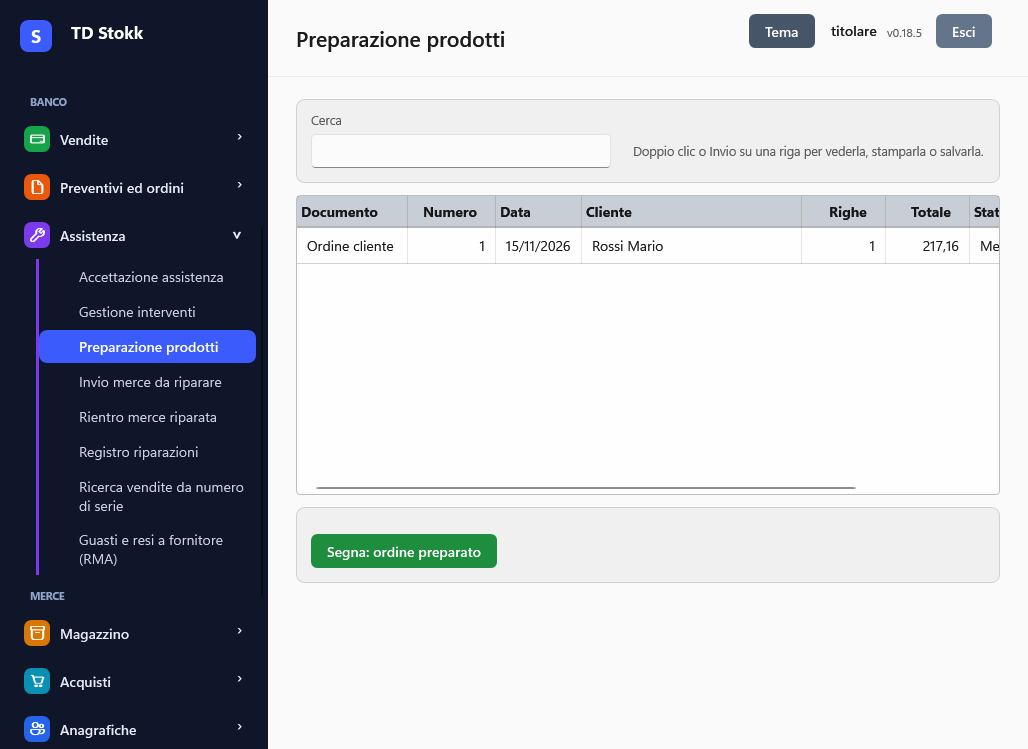 S
TD Stokk
Preparazione prodotti
Tema
titolare
v0.18.5
Esci
BANCO
Vendite
Preventivi ed ordini
Assistenza
Accettazione assistenza
Gestione interventi
Preparazione prodotti
Invio merce da riparare
Rientro merce riparata
Registro riparazioni
Ricerca vendite da numero
di serie
Guasti e resi a fornitore
(RMA)
MERCE
Magazzino
Acquisti
Anagrafiche
Cerca
Doppio clic o Invio su una riga per vederla, stamparla o salvarla.
Documento Numero Data Cliente Righe Totale Stat
Ordine cliente 1 15/11/2026 Rossi Mario 1 217,16 Me
Segna: ordine preparato